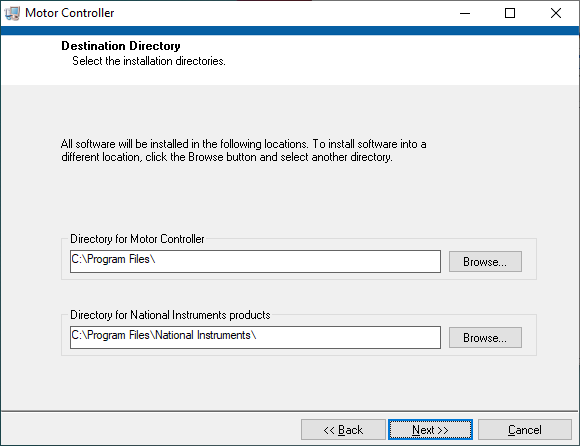 Motor Controller
Destination Directory
Select the installation directories.
All software will be installed in the following locations. To install software into a
different location, click the Browse button and select another directory.
Directory for Motor Controller
C:\Program Files\
Browse...
Directory for National Instruments products
C:\Program Files\National Instruments\
Browse...
<< Back
Next >>
Cancel